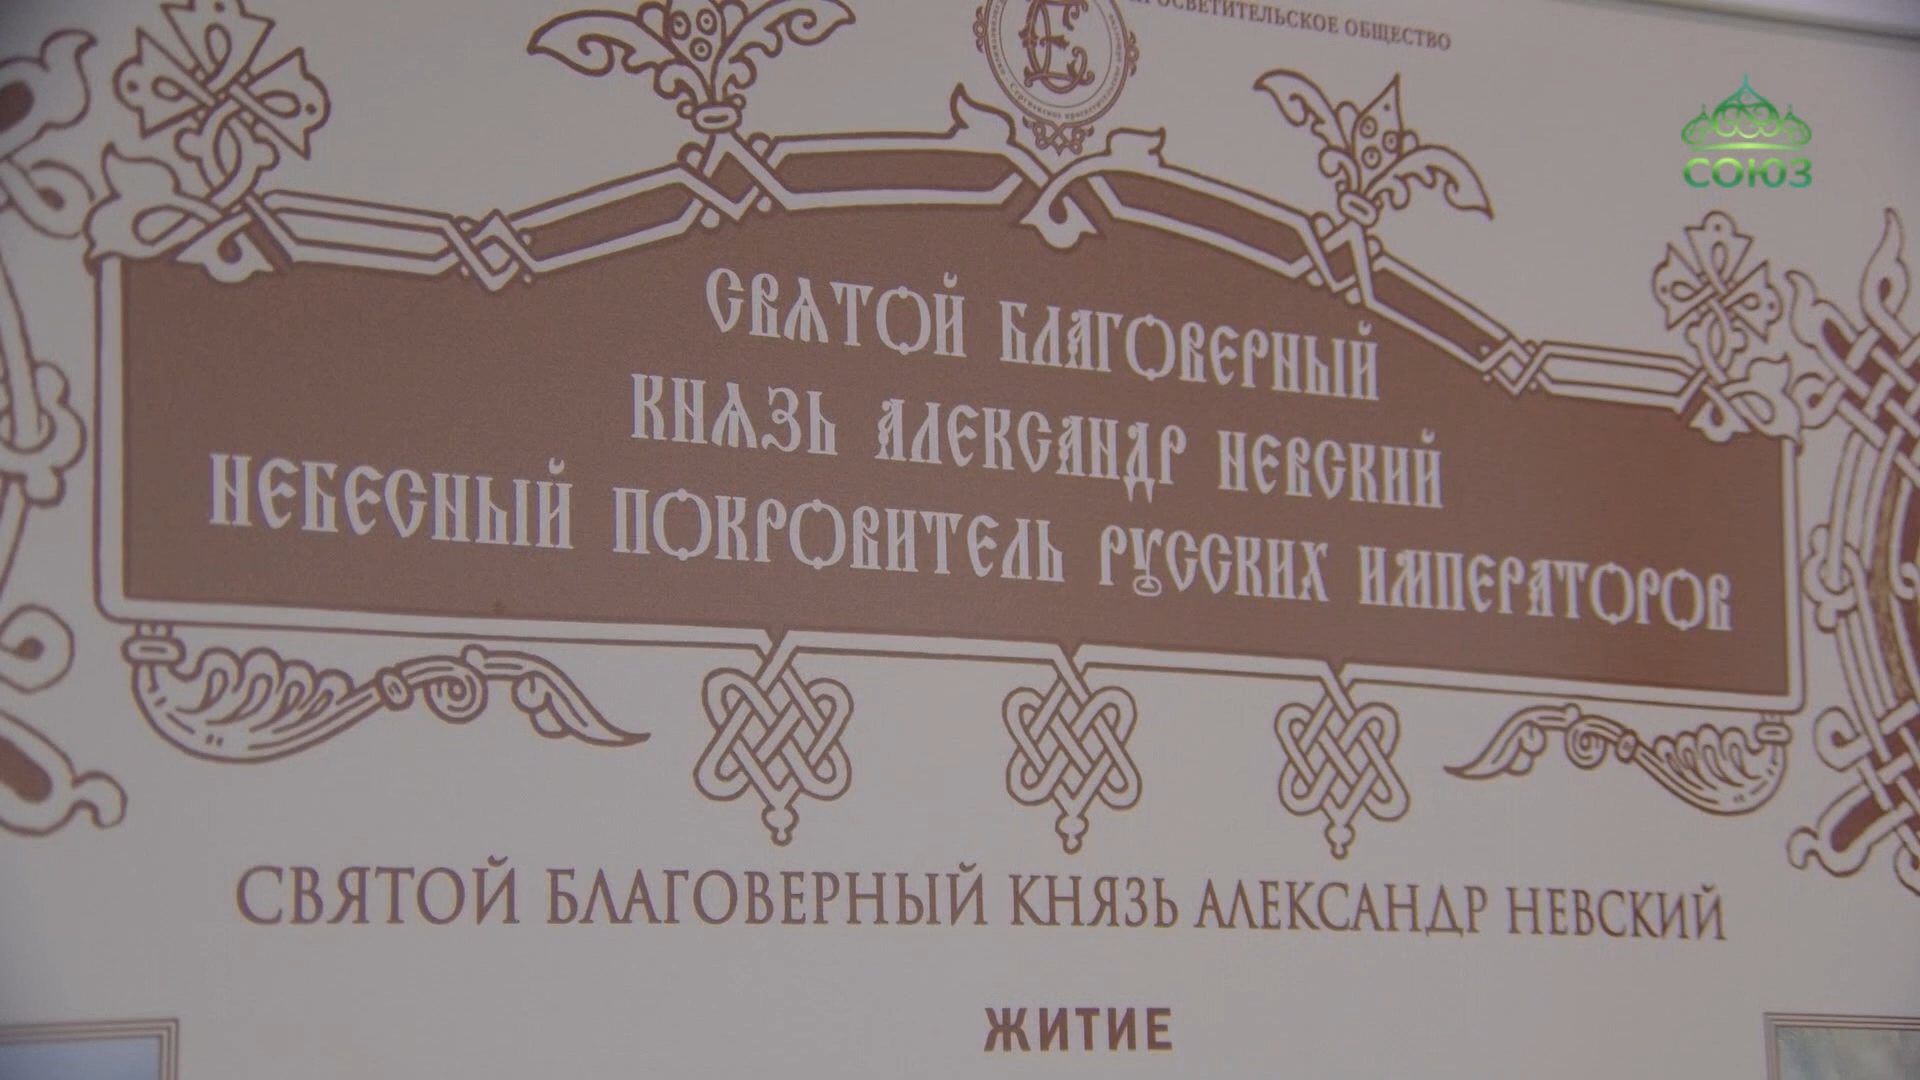 ПРОСВЕТИТЕЛЬСКОЕ ОБЩЕСТВО
СОЮЗ
СВЯТОЙ БЛАГОВЕРНЫЙ
КНЯЗЬ АЛЕКСАНДР НЕВСКИЙ
НЕБЕСНЫЙ ПОКРОВИТЕЛЬ РУССКИХ ИМПЕРАТОРОВ
СВЯТОЙ БЛАГОВЕРНЫЙ КНЯЗЬ АЛЕКСАНДР НЕВСКИЙ
ЖИТИЕ